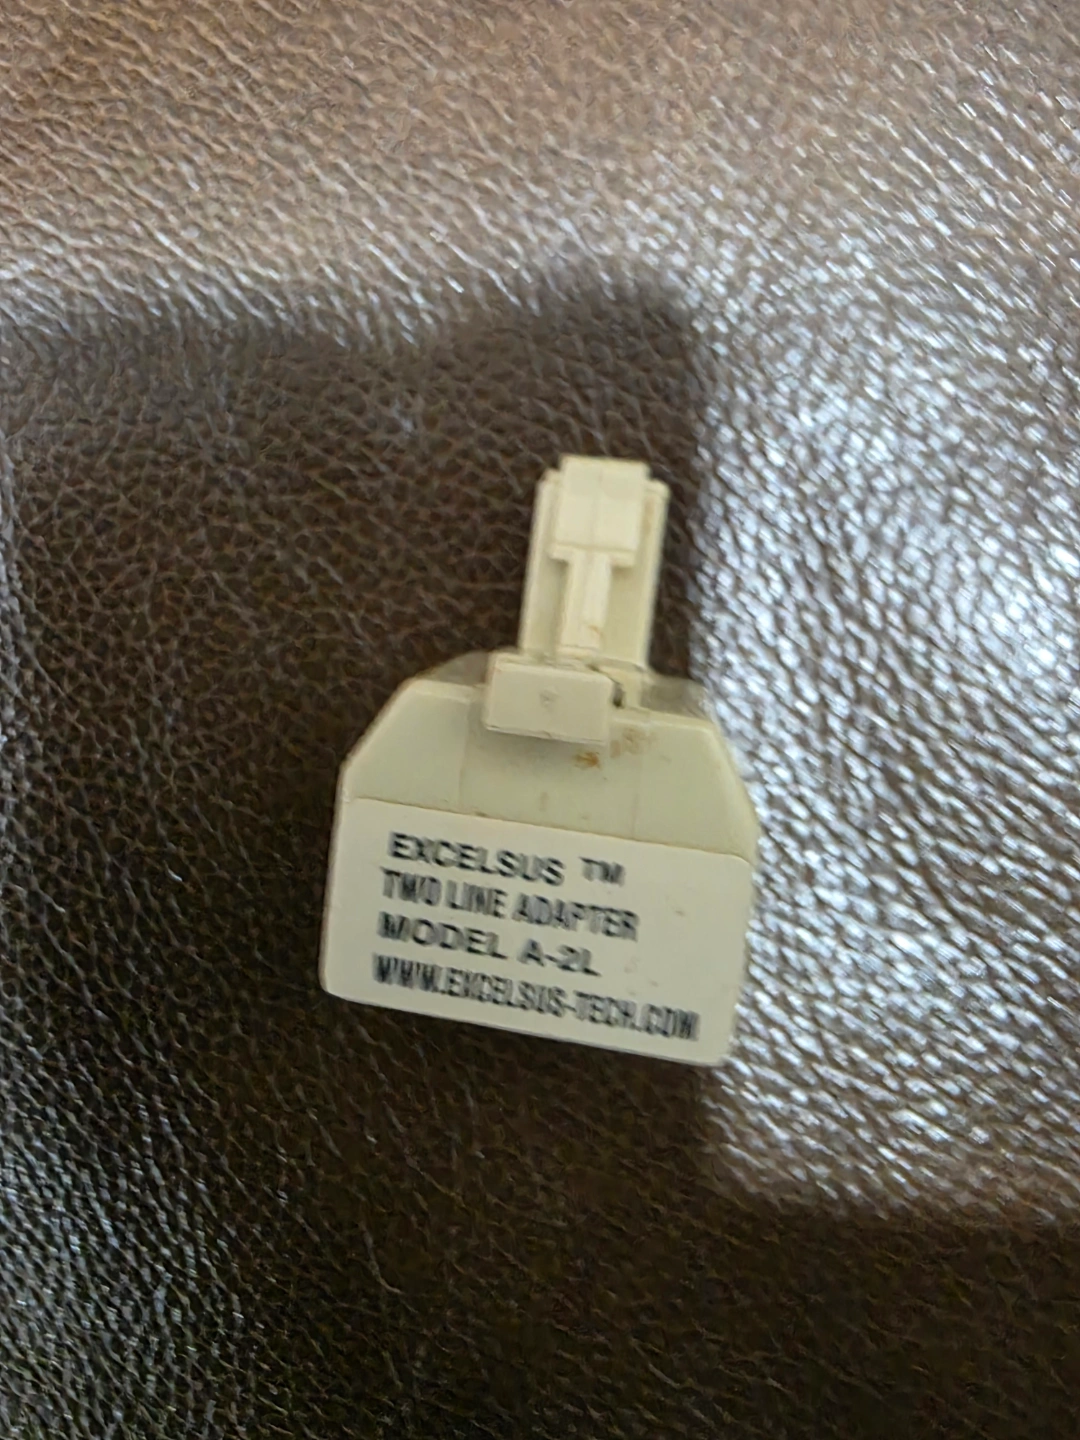 EXCELSUS TM
TWO LINE ADAPTER
MODEL A-2L
WWW.EXCELSUS-TECH.COM